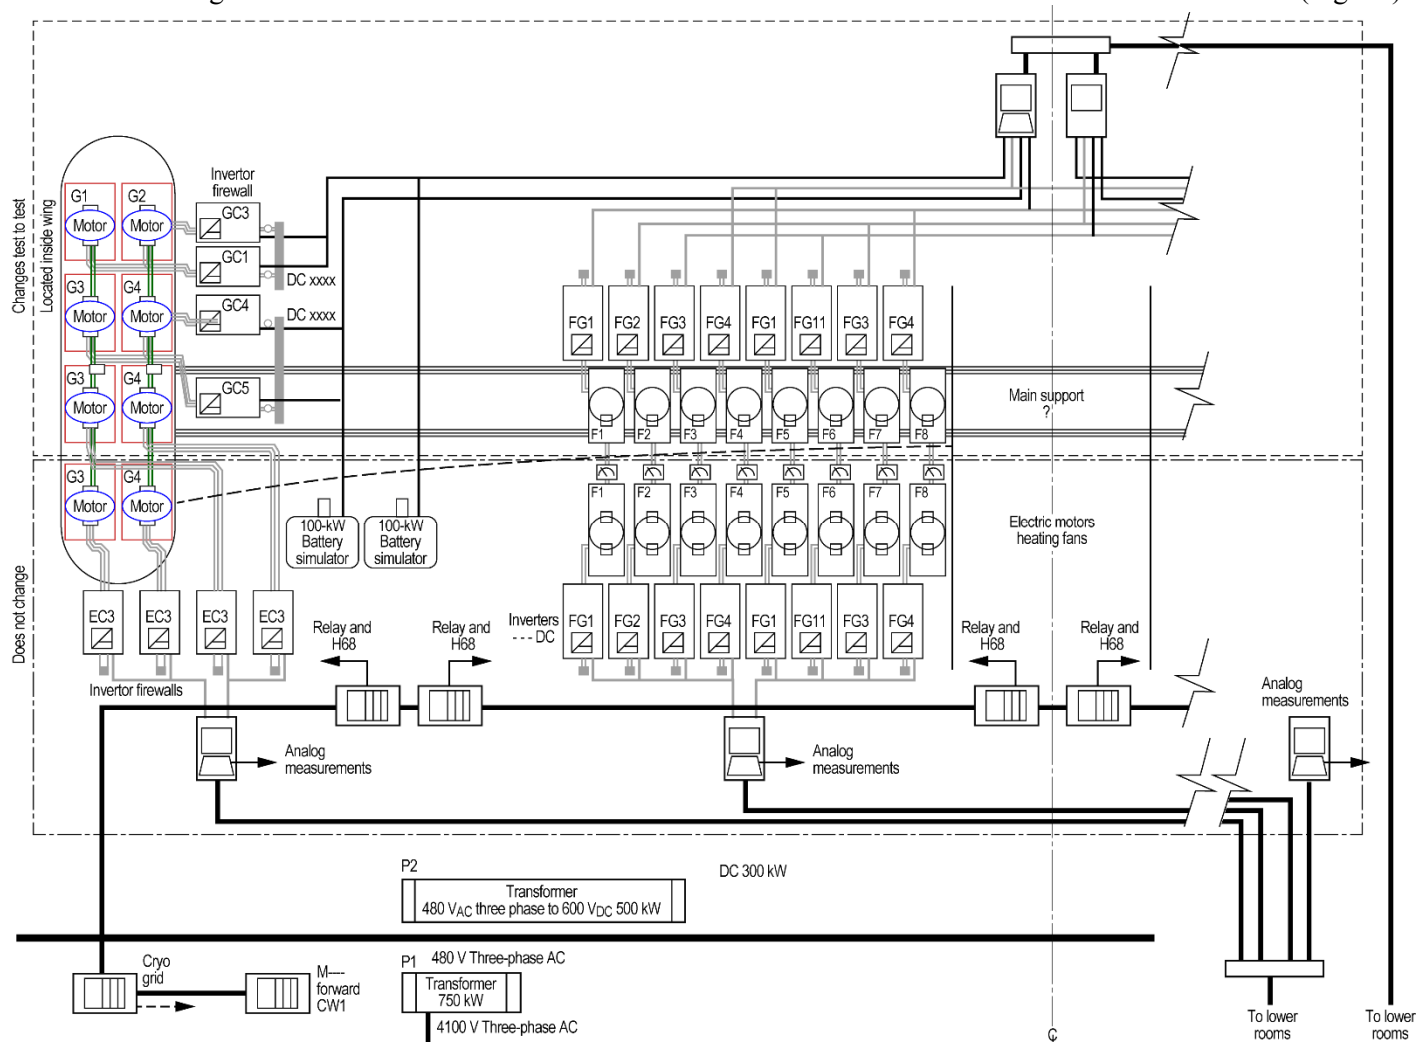 Changes test to test
Located inside wing
Does not change
G1
Motor
G2
Motor
G3
Motor
G4
Motor
G3
Motor
G4
Motor
G3
Motor
G4
Motor
Invertor
firewall
GC3
GC1
DC xxxx
GC4
DC xxxx
GC5
100-kW
Battery
simulator
100-kW
Battery
simulator
FG1
FG2
FG3
FG4
FG1
FG11
FG3
FG4
F1
F2
F3
F4
F5
F6
F7
F8
Main support
?
F1
F2
F3
F4
F5
F6
F7
F8
Electric motors
heating fans
EC3
EC3
EC3
EC3
Invertor firewalls
Relay and
H68
Relay and
H68
Inverters
--- DC
FG1
FG2
FG3
FG4
FG1
FG11
FG3
FG4
Relay and
H68
Relay and
H68
Analog
measurements
Analog
measurements
Analog
measurements
P2
Transformer
480 VAC three phase to 600 VDC 500 kW
DC 300 kW
P1
480 V Three-phase AC
Transformer
750 kW
4100 V Three-phase AC
Cryo
grid
M----
forward
CW1
To lower
rooms
To lower
rooms